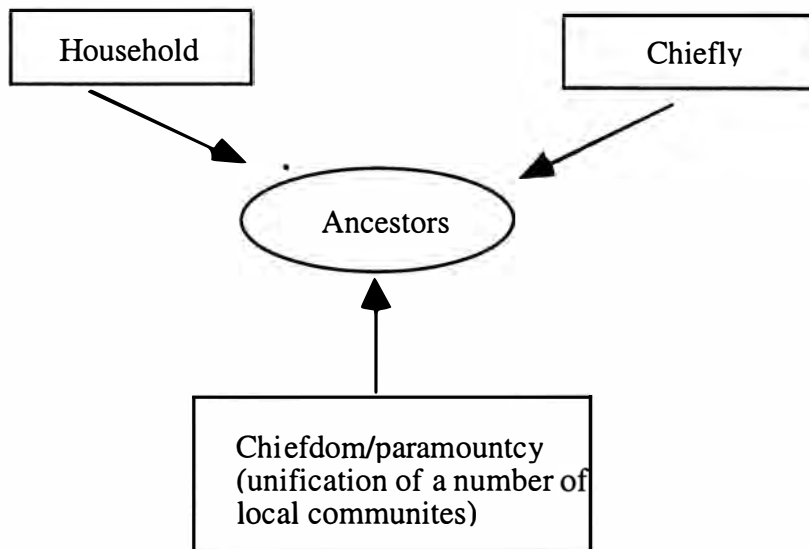 Household
Chiefly
Ancestors
Chiefdom/paramountcy
(unification of a number of
local communites)